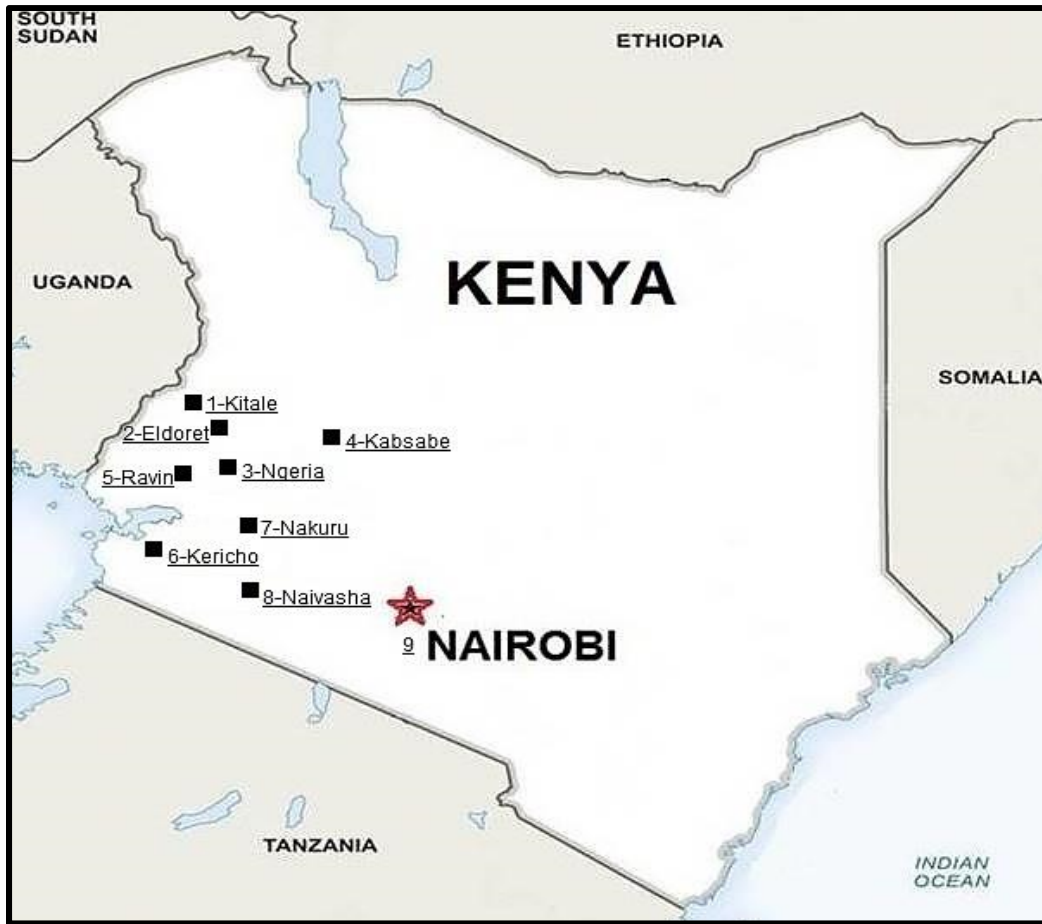 SOUTH
SUDAN
ETHIOPIA
UGANDA
KENYA
SOMALIA
1-Kitale
2-Eldoret
4-Kabsabe
3-Ngeria
5-Ravin
7-Nakuru
6-Kericho
8-Naivasha
9
NAIROBI
TANZANIA
INDIAN
OCEAN